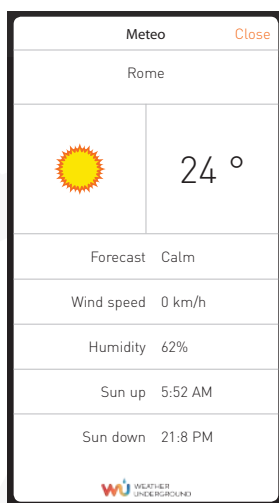 Meteo Close
Rome
24 °
Forecast Calm
Wind speed 0 km/h
Humidity 62%
Sun up 5:52 AM
Sun down 21:8 PM
WU WEATHER
UNDERGROUND